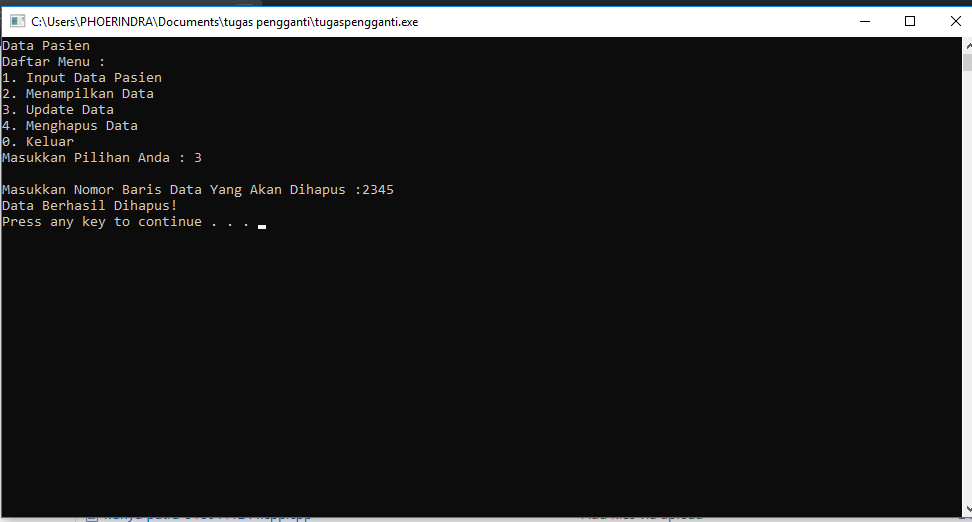 C:\Users\PHOERINDRA\Documents\tugas pengganti\tugaspengganti.exe
Data Pasien
Daftar Menu :
1. Input Data Pasien
2. Menampilkan Data
3. Update Data
4. Menghapus Data
0. Keluar
Masukkan Pilihan Anda : 3
Masukkan Nomor Baris Data Yang Akan Dihapus :2345
Data Berhasil Dihapus!
Press any key to continue . . .